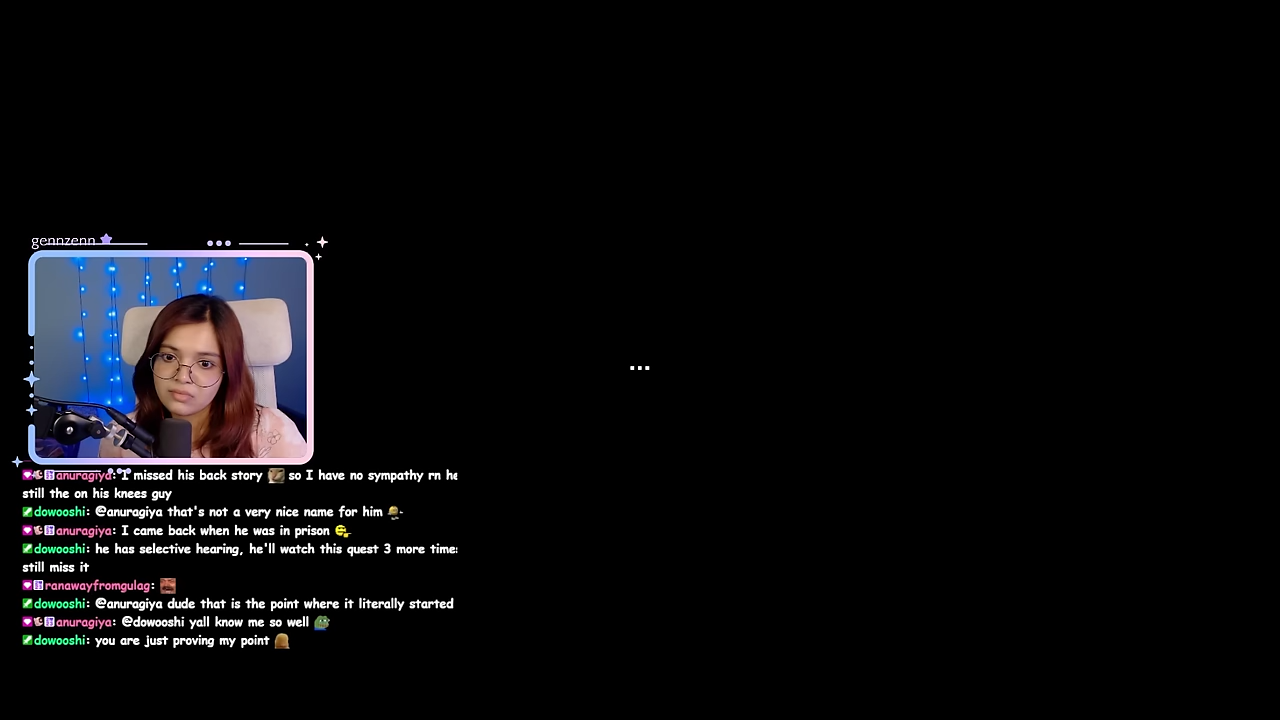 gennzenn
...
anuragiya: I missed his back story so I have no sympathy rn he
still the on his knees guy
dowooshi: @anuragiya that's not a very nice name for him
anuragiya: I came back when he was in prison
dowooshi: he has selective hearing, he'll watch this quest 3 more times
still miss it
ranawayfromgulag:
dowooshi: @anuragiya dude that is the point where it literally started
anuragiya: @dowooshi yall know me so well
dowooshi: you are just proving my point